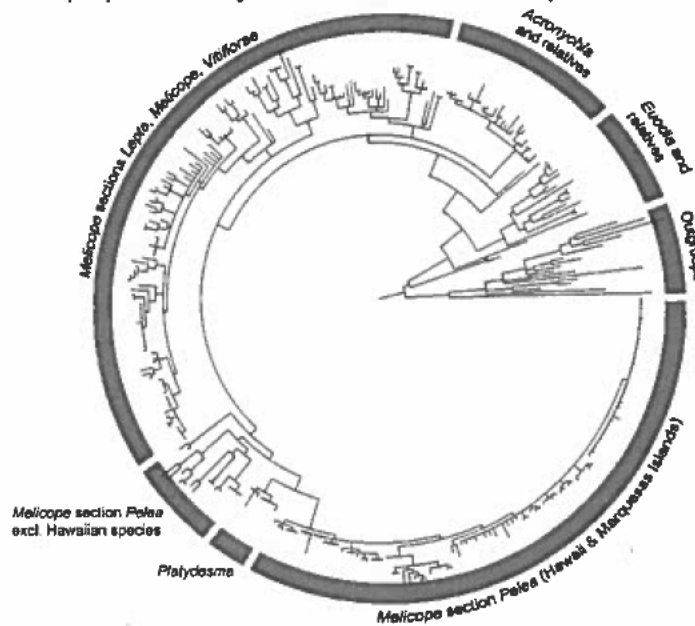 Melicope sections Lepta, Melicope, Vitiflorae
Acronychia
and relatives
Euodia and
relatives
Melicope section Pelea
excl. Hawaiian species
Platydesma
Melicope section Pelea (Hawaii & Marquesas Islands)